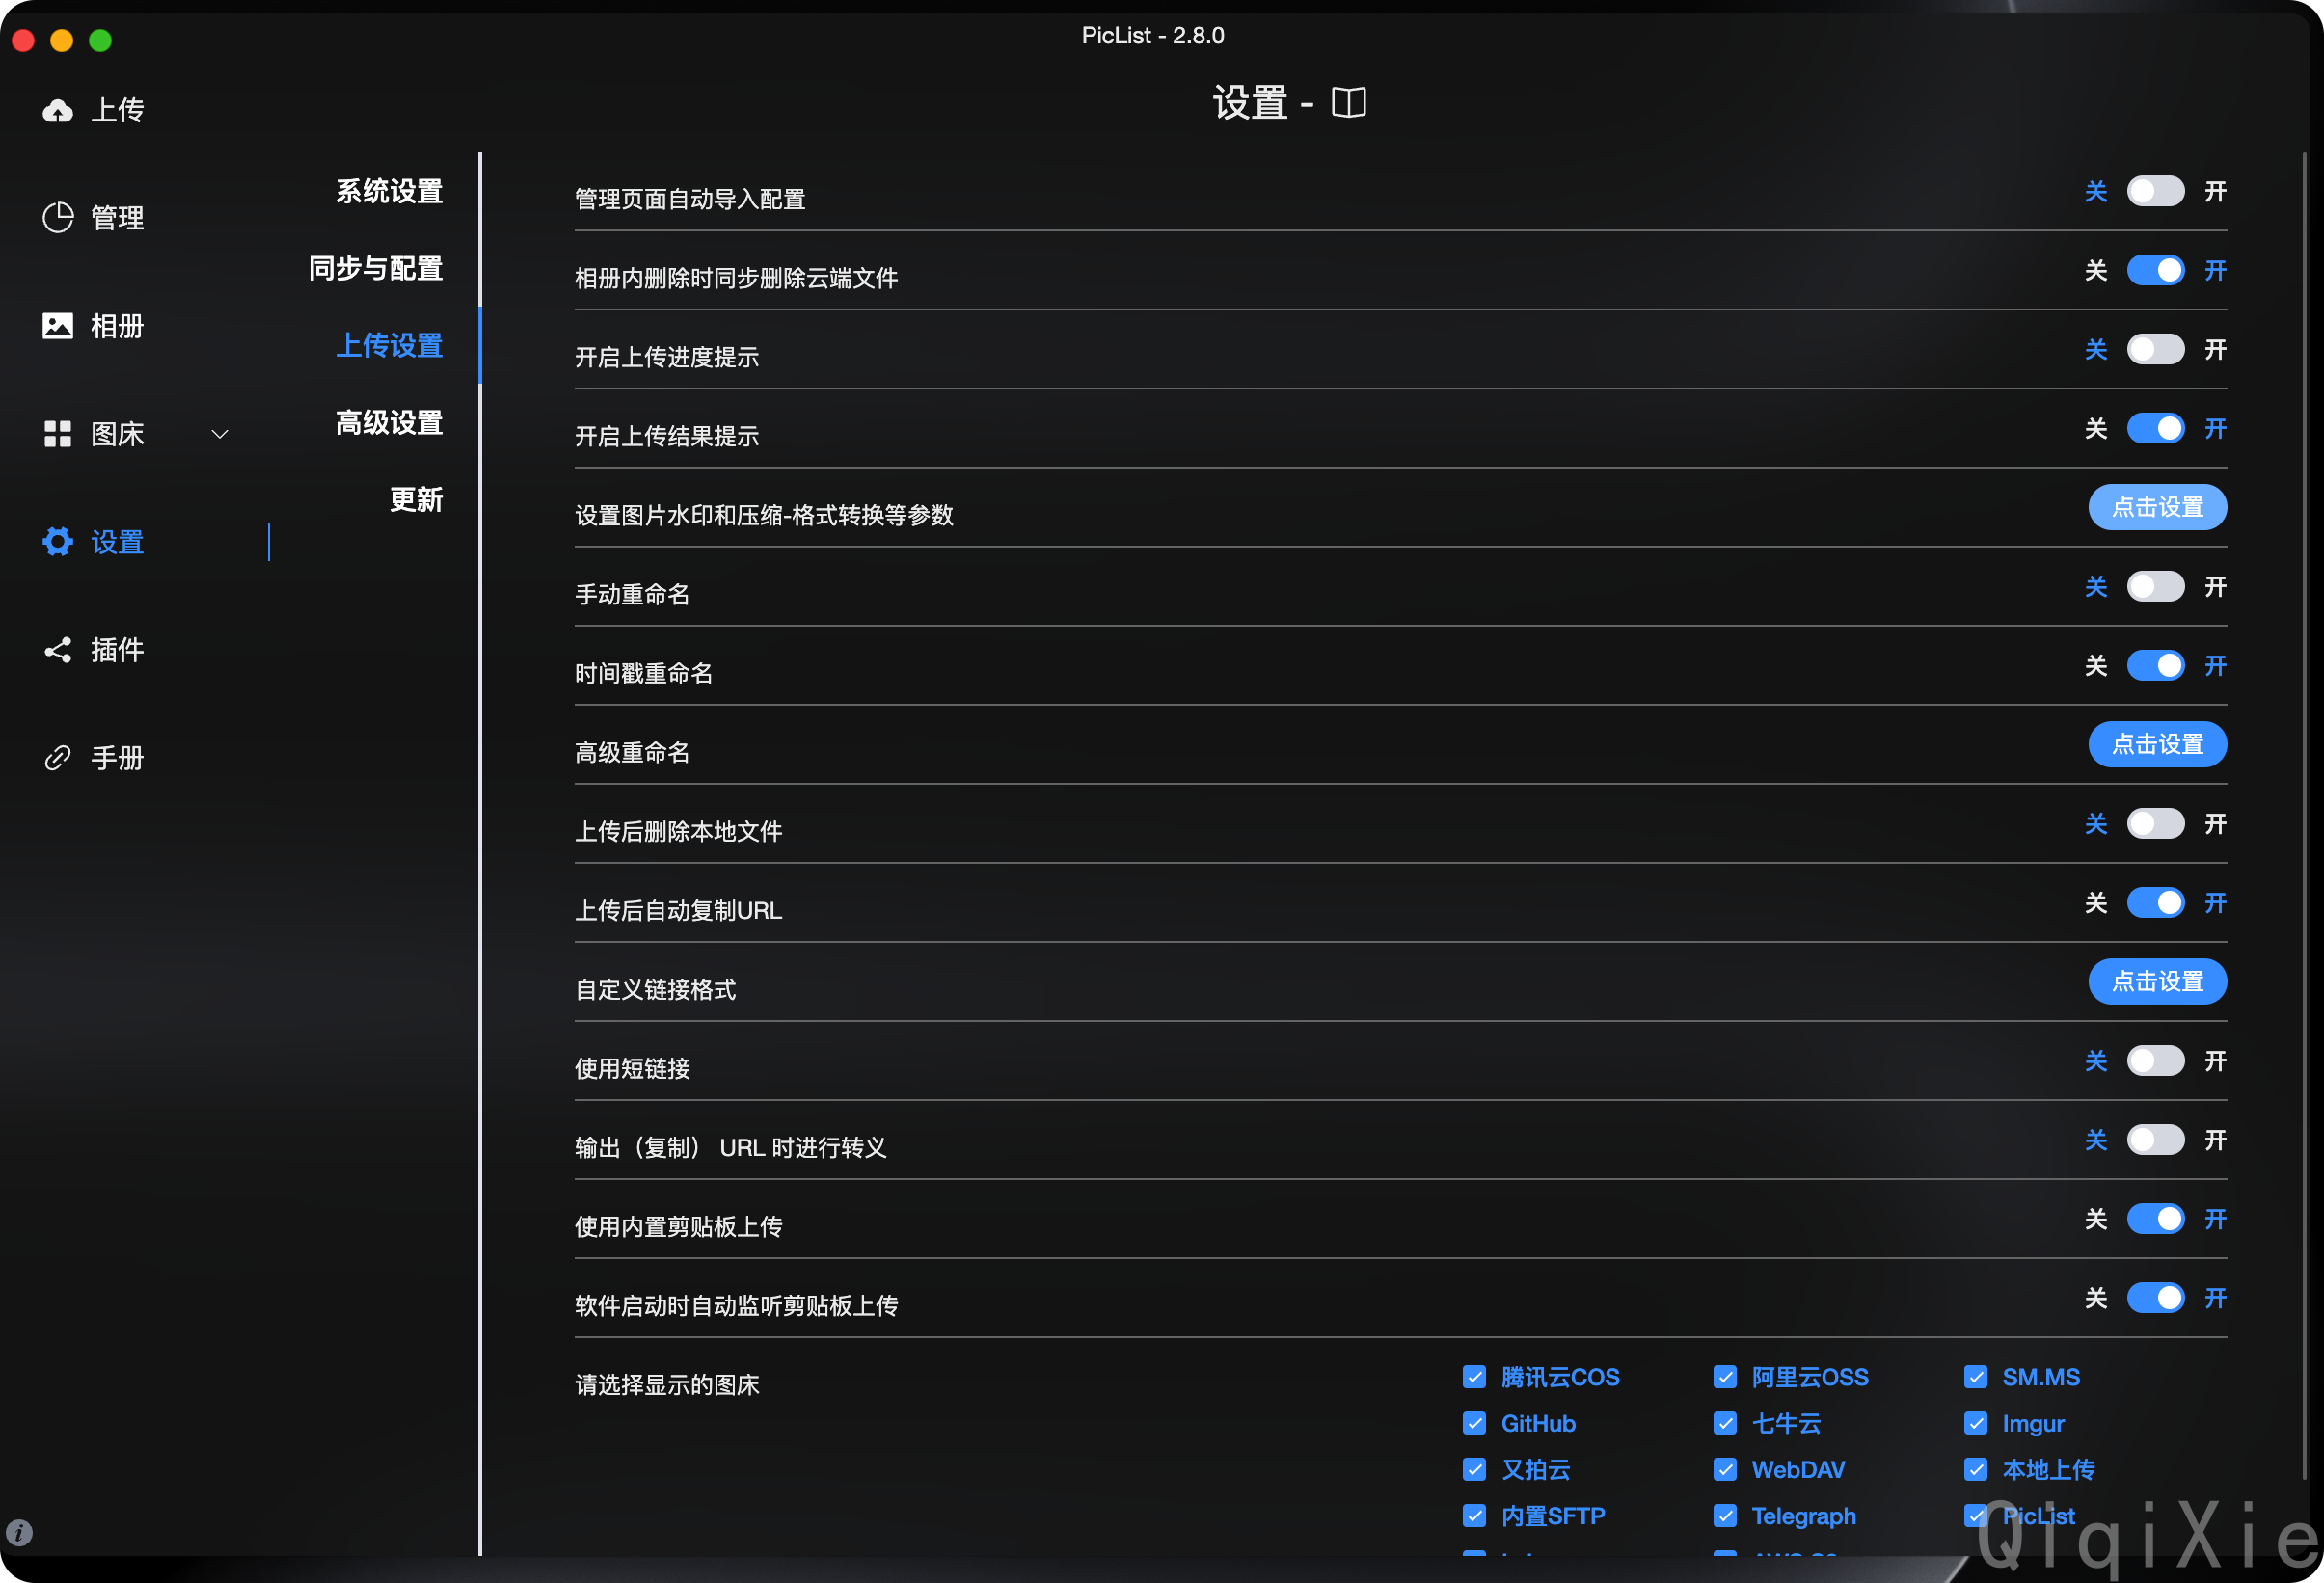 PicList - 2.8.0
设置 -
上传
管理
相册
图床
设置
插件
手册
系统设置
同步与配置
上传设置
高级设置
更新
管理页面自动导入配置 关 开
相册内删除时同步删除云端文件 关 开
开启上传进度提示 关 开
开启上传结果提示 关 开
设置图片水印和压缩-格式转换等参数 点击设置
手动重命名 关 开
时间戳重命名 关 开
高级重命名 点击设置
上传后删除本地文件 关 开
上传后自动复制URL 关 开
自定义链接格式 点击设置
使用短链接 关 开
输出（复制） URL 时进行转义 关 开
使用内置剪贴板上传 关 开
软件启动时自动监听剪贴板上传 关 开
请选择显示的图床 腾讯云COS 阿里云OSS SM.MS
GitHub 七牛云 Imgur
又拍云 WebDAV 本地上传
内置SFTP Telegraph PicList
QiqiXie